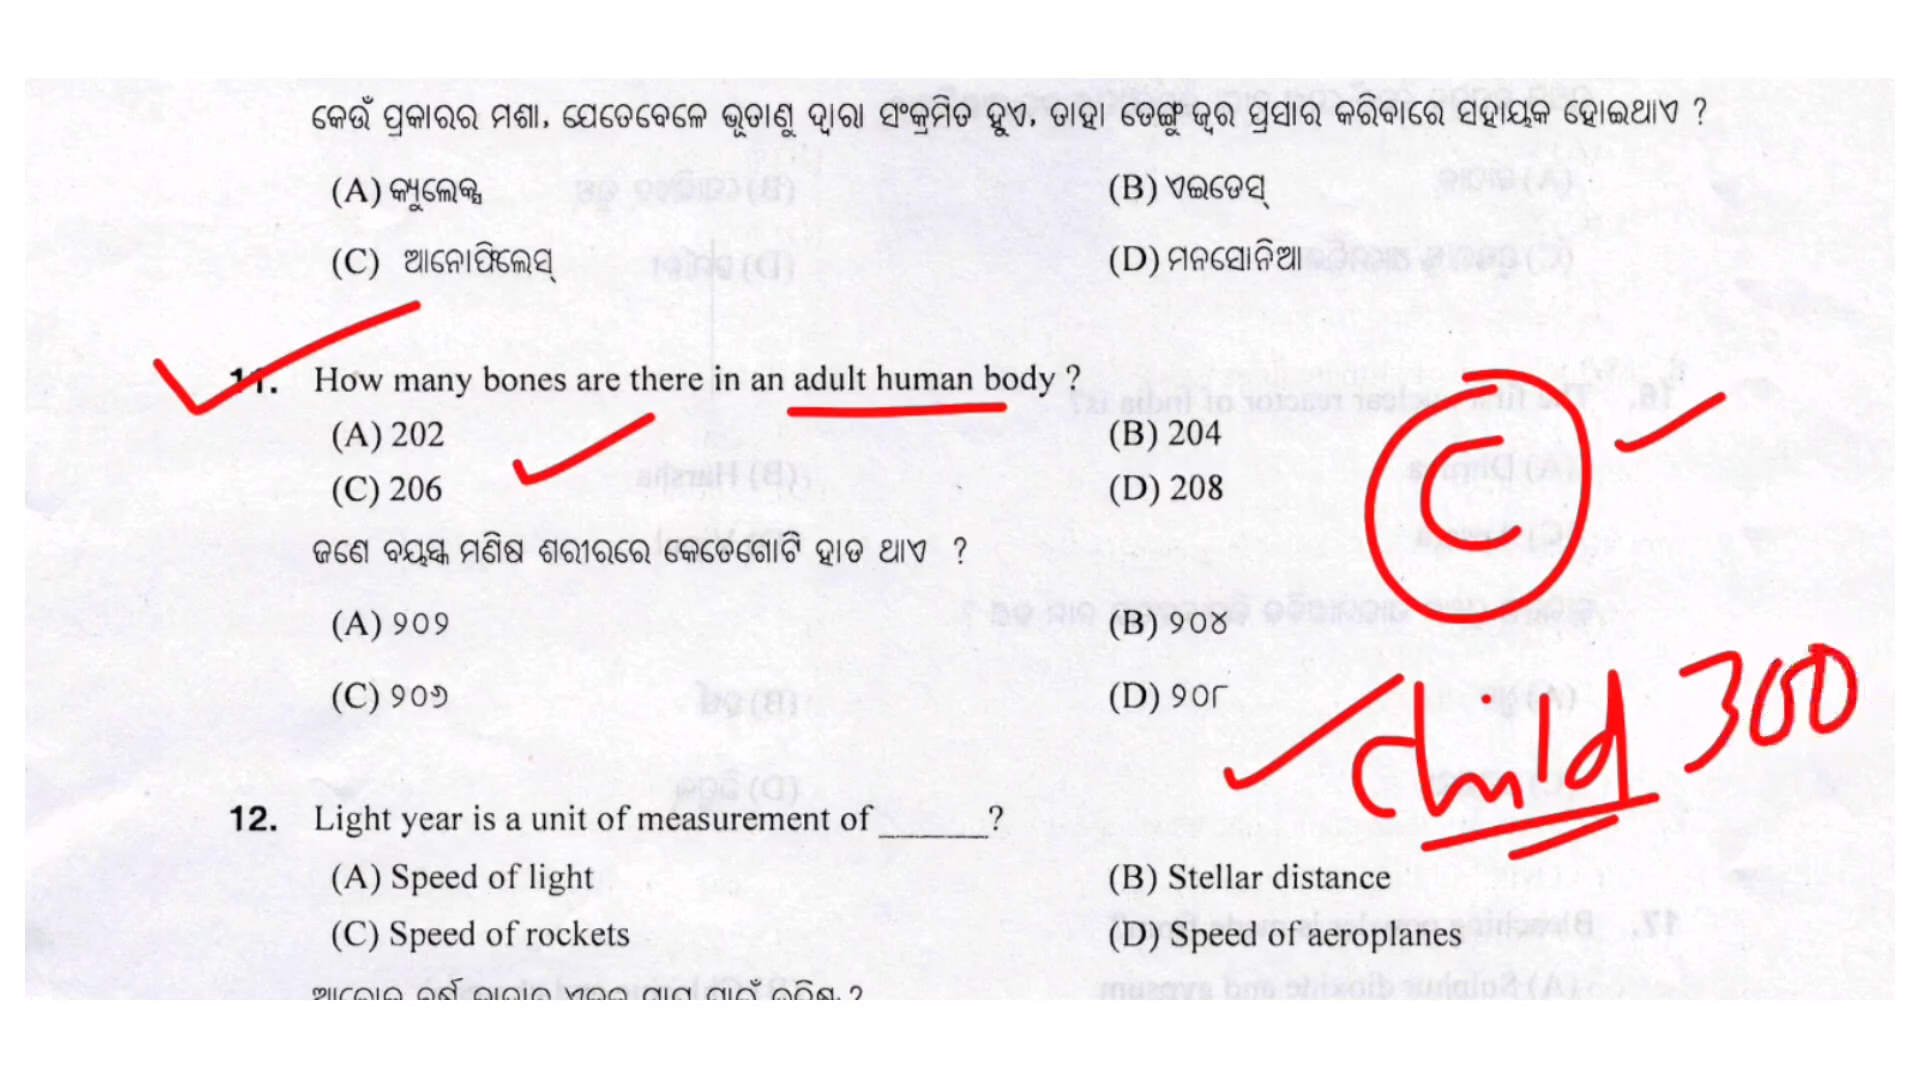 କେଉଁ ପ୍ରକାରର ମଶା, ଯେତେବେଳେ ଭୂତାଣୁ ଦ୍ୱାରା ସଂକ୍ରମିତ ହୁଏ, ତାହା ଡେଙ୍ଗୁ ଜ୍ୱର ପ୍ରସାର କରିବାରେ ସହାୟକ ହୋଇଥାଏ ?
(A) କ୍ୟୁଲେକ୍ସ (B) ଏଇଡେସ୍
(C) ଆନୋଫିଲେସ୍ (D) ମନସୋନିଆ
11. How many bones are there in an adult human body ?
(A) 202 (B) 204
(C) 206 (D) 208
C
ଜଣେ ବୟସ୍କ ମଣିଷ ଶରୀରରେ କେତେଗୋଟି ହାଡ ଥାଏ ?
(A) ୨୦୨ (B) ୨୦୪
(C) ୨୦୬ (D) ୨୦୮
child 300
12. Light year is a unit of measurement of ______?
(A) Speed of light (B) Stellar distance
(C) Speed of rockets (D) Speed of aeroplanes